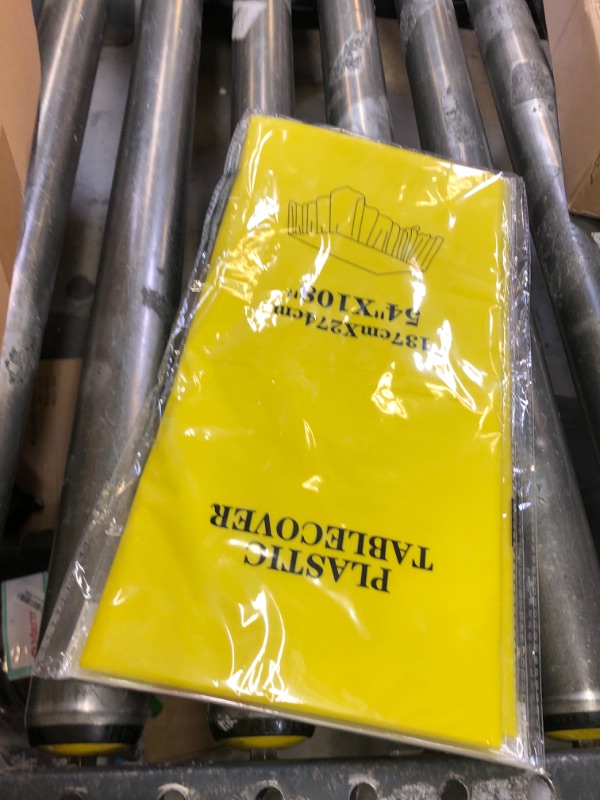 PLASTIC
TABLECOVER
54"X108"
137cmX274cm